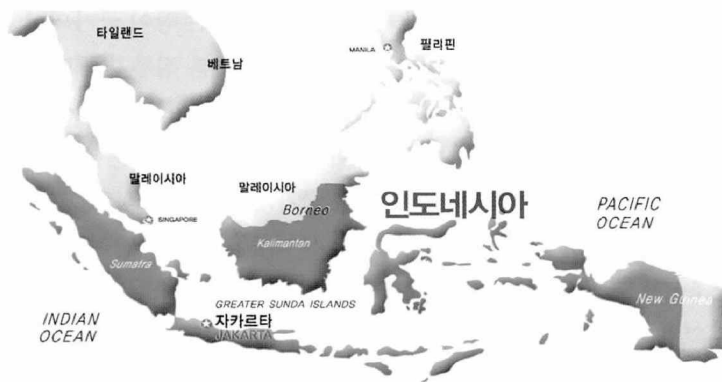 타일랜드
MANILA
필리핀
베트남
말레이시아
말레이시아
SINGAPORE
Borneo
인도네시아
PACIFIC
OCEAN
Kalimantan
Sumatra
New Guinea
GREATER SUNDA ISLANDS
INDIAN
OCEAN
자카르타
JAKARTA